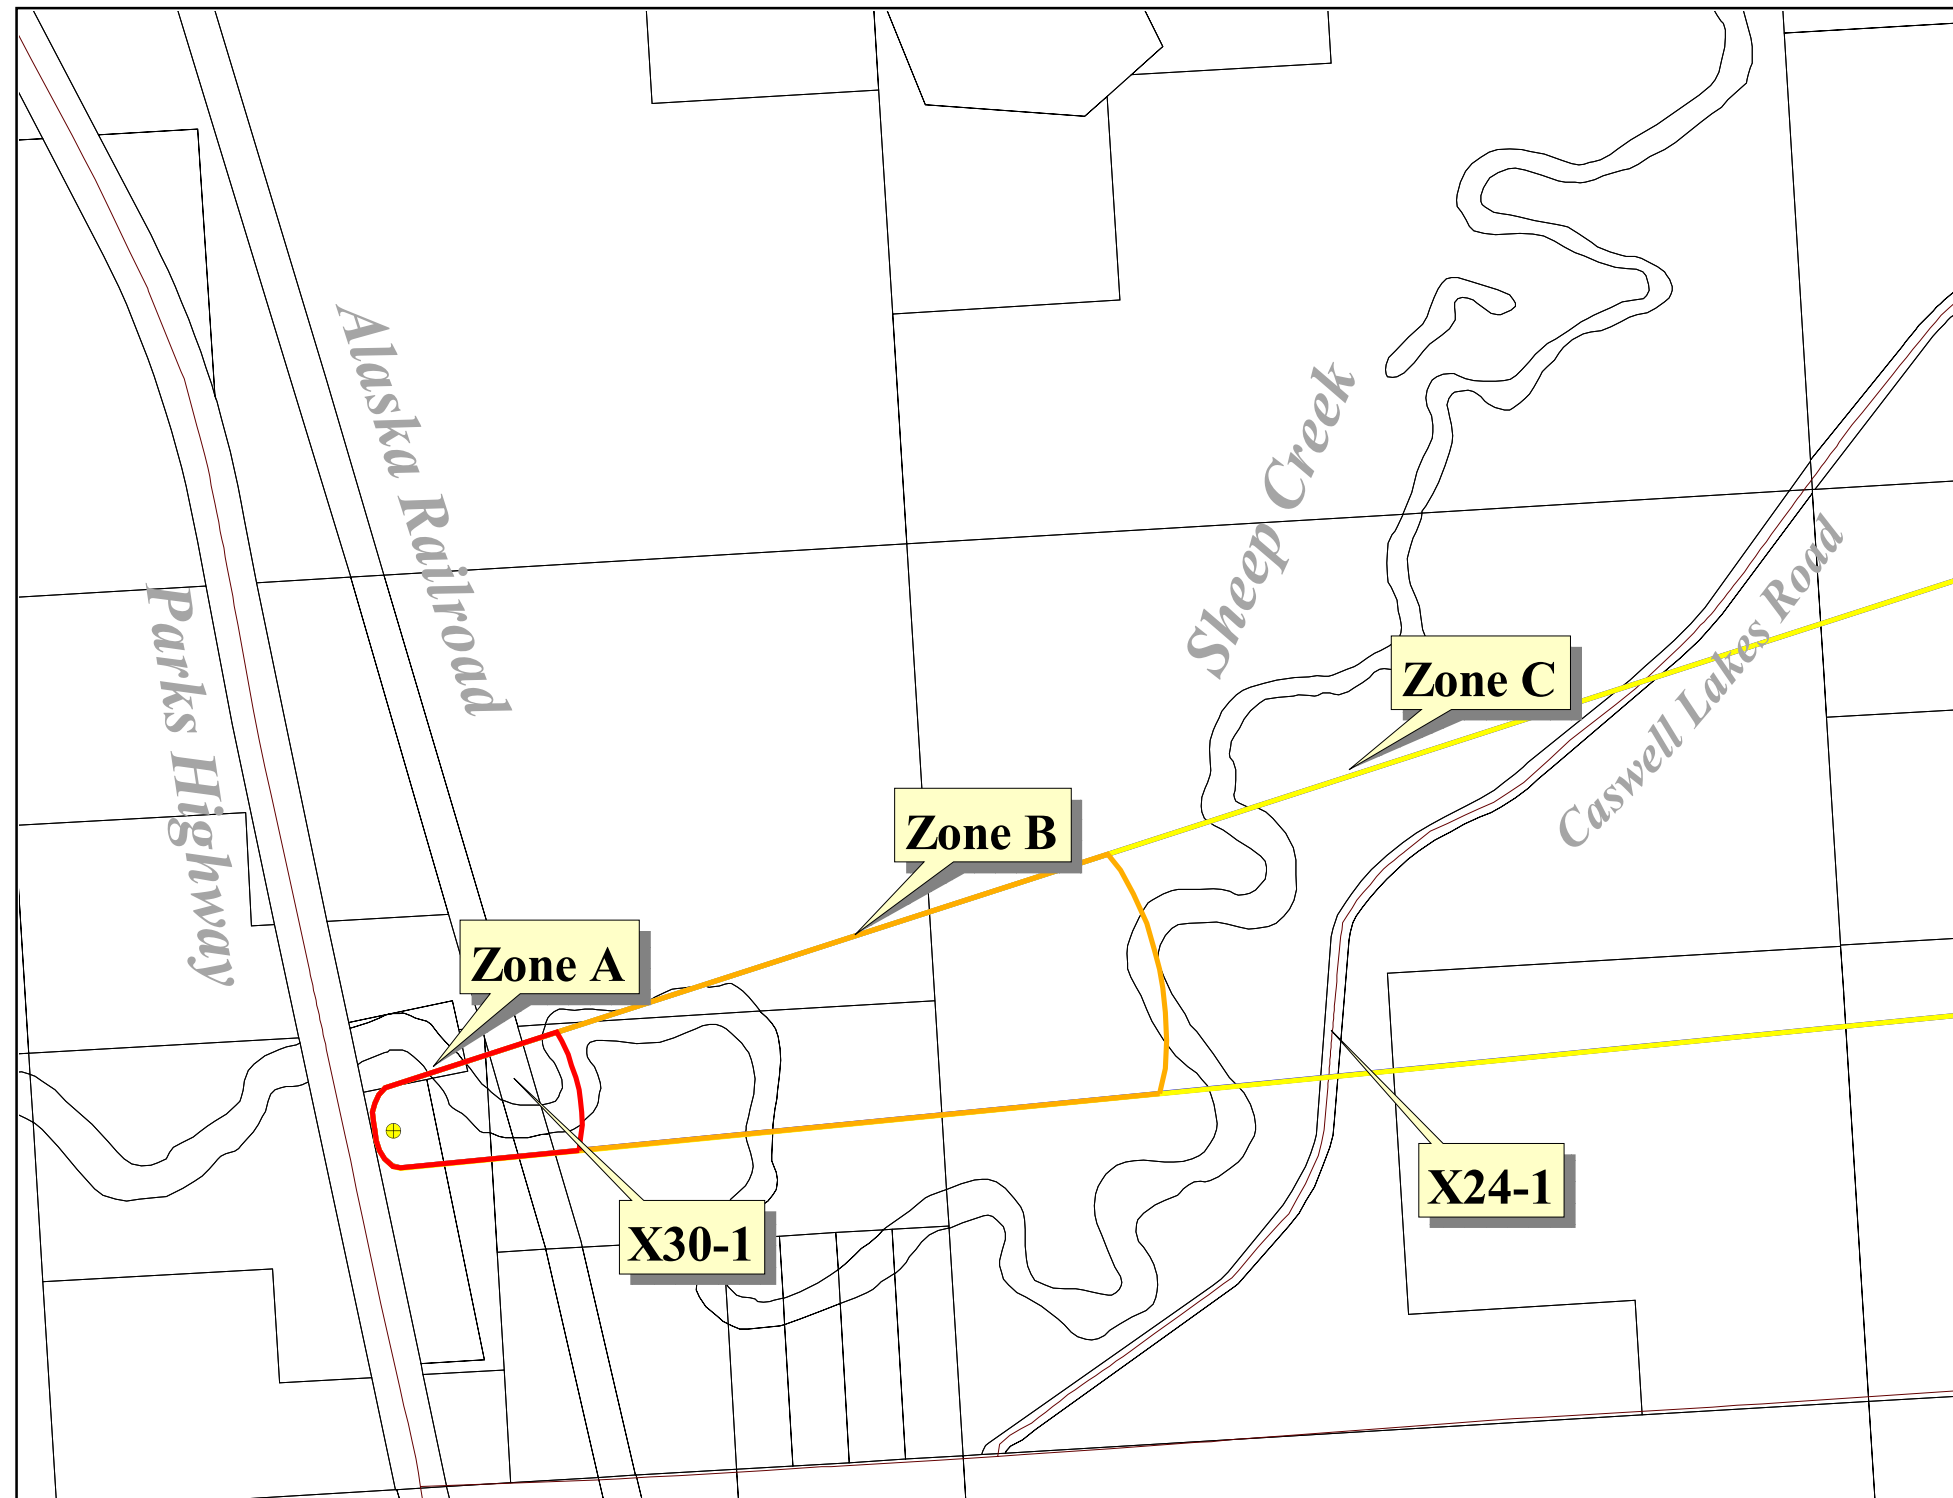 Alaska Railroad
Sheep Creek
Caswell Lakes Road
Parks Highway
Zone C
Zone B
Zone A
X24-1
X30-1